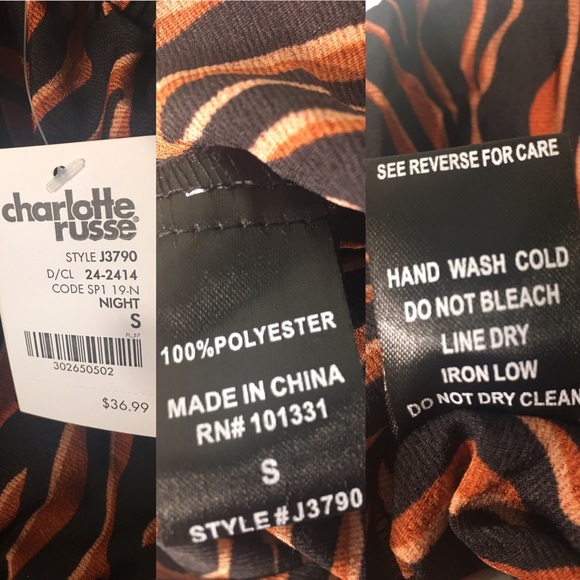 charlotte
russe®
STYLE J3790
D/CL 24-2414
CODE SP1 19-N
NIGHT
S
FL_57
302650502
$36.99
100%POLYESTER
MADE IN CHINA
RN# 101331
S
STYLE#J3790
SEE REVERSE FOR CARE
HAND WASH COLD
DO NOT BLEACH
LINE DRY
IRON LOW
DO NOT DRY CLEAN